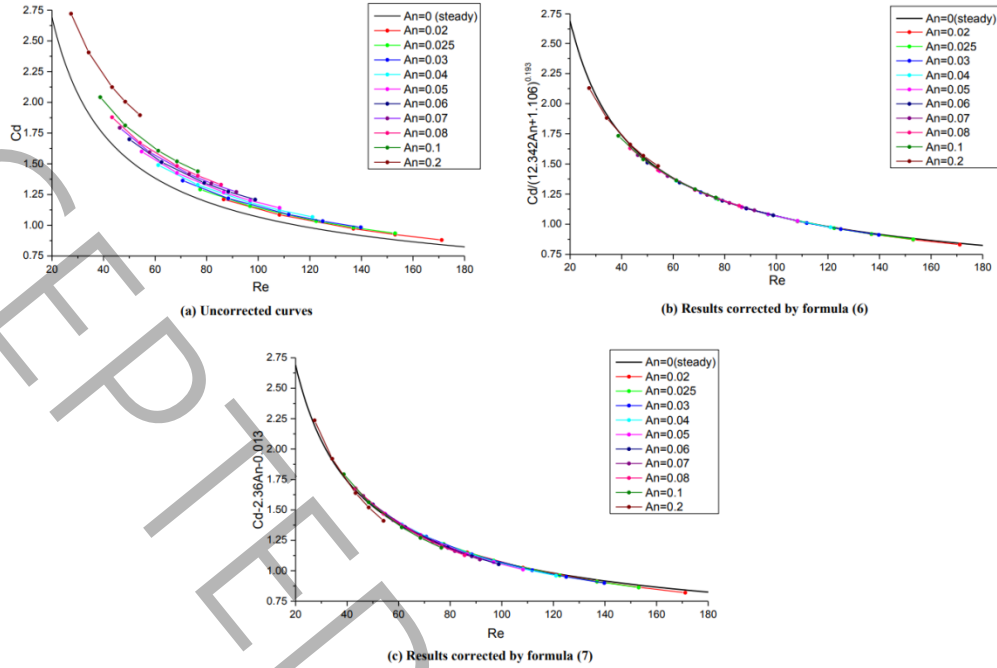 2.75
2.50
2.25
2.00
1.75
1.50
1.25
1.00
0.75
Cd
20 40 60 80 100 120 140 160 180
Re
An=0 (steady)
An=0.02
An=0.025
An=0.03
An=0.04
An=0.05
An=0.06
An=0.07
An=0.08
An=0.1
An=0.2
(a) Uncorrected curves
2.75
2.50
2.25
2.00
1.75
1.50
1.25
1.00
0.75
Cd/(12.342An+1.106)^0.193
20 40 60 80 100 120 140 160 180
Re
An=0(steady)
An=0.02
An=0.025
An=0.03
An=0.04
An=0.05
An=0.06
An=0.07
An=0.08
An=0.1
An=0.2
(b) Results corrected by formula (6)
2.75
2.50
2.25
2.00
1.75
1.50
1.25
1.00
0.75
Cd-2.36An-0.013
20 40 60 80 100 120 140 160 180
Re
An=0(steady)
An=0.02
An=0.025
An=0.03
An=0.04
An=0.05
An=0.06
An=0.07
An=0.08
An=0.1
An=0.2
(c) Results corrected by formula (7)